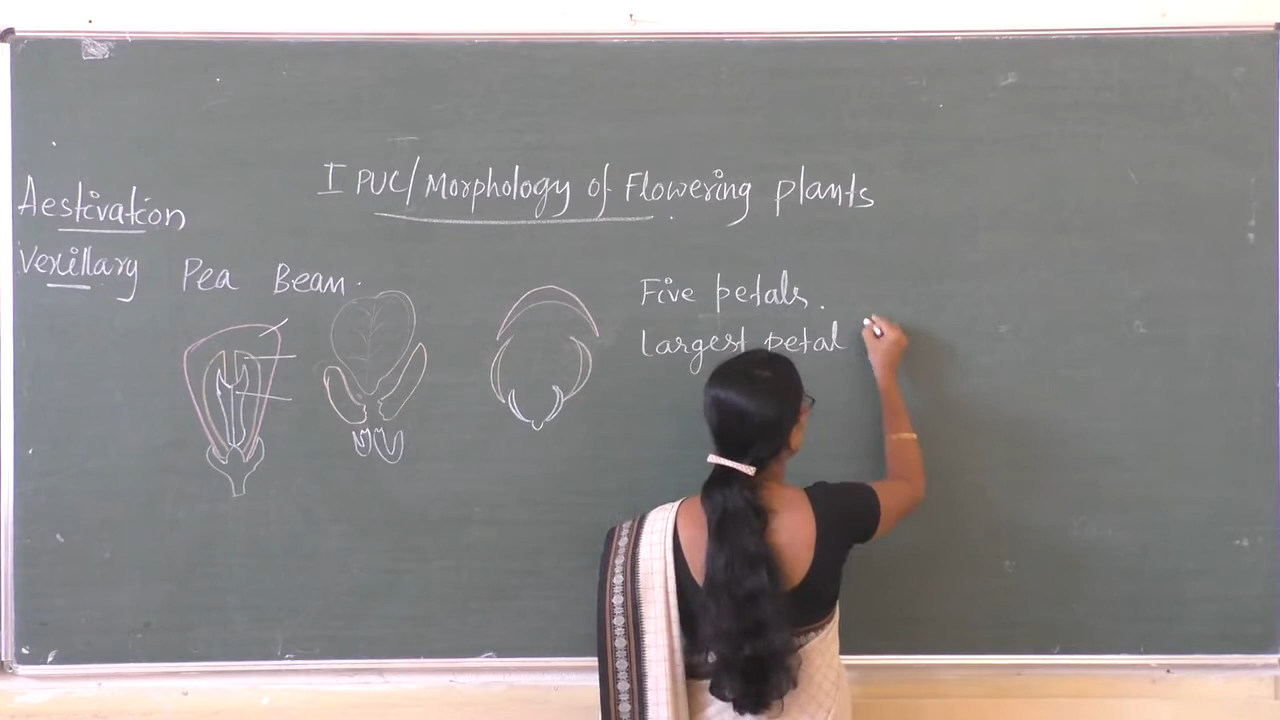 I PUC/Morphology of Flowering plants
Aestivation
Vexillary Pea Bean.
Five petals.
largest petal